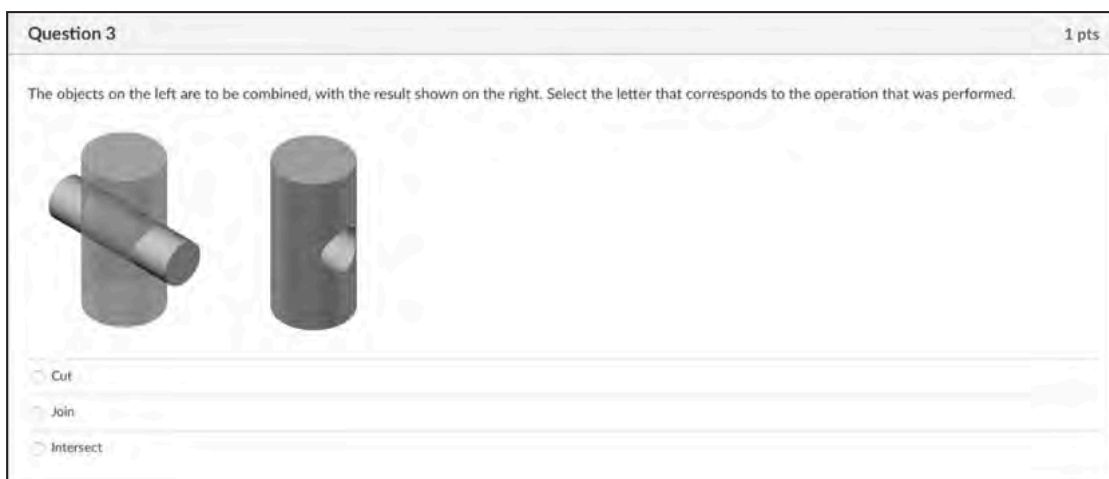 Question 3
1 pts
The objects on the left are to be combined, with the result shown on the right. Select the letter that corresponds to the operation that was performed.
Cut
Join
Intersect